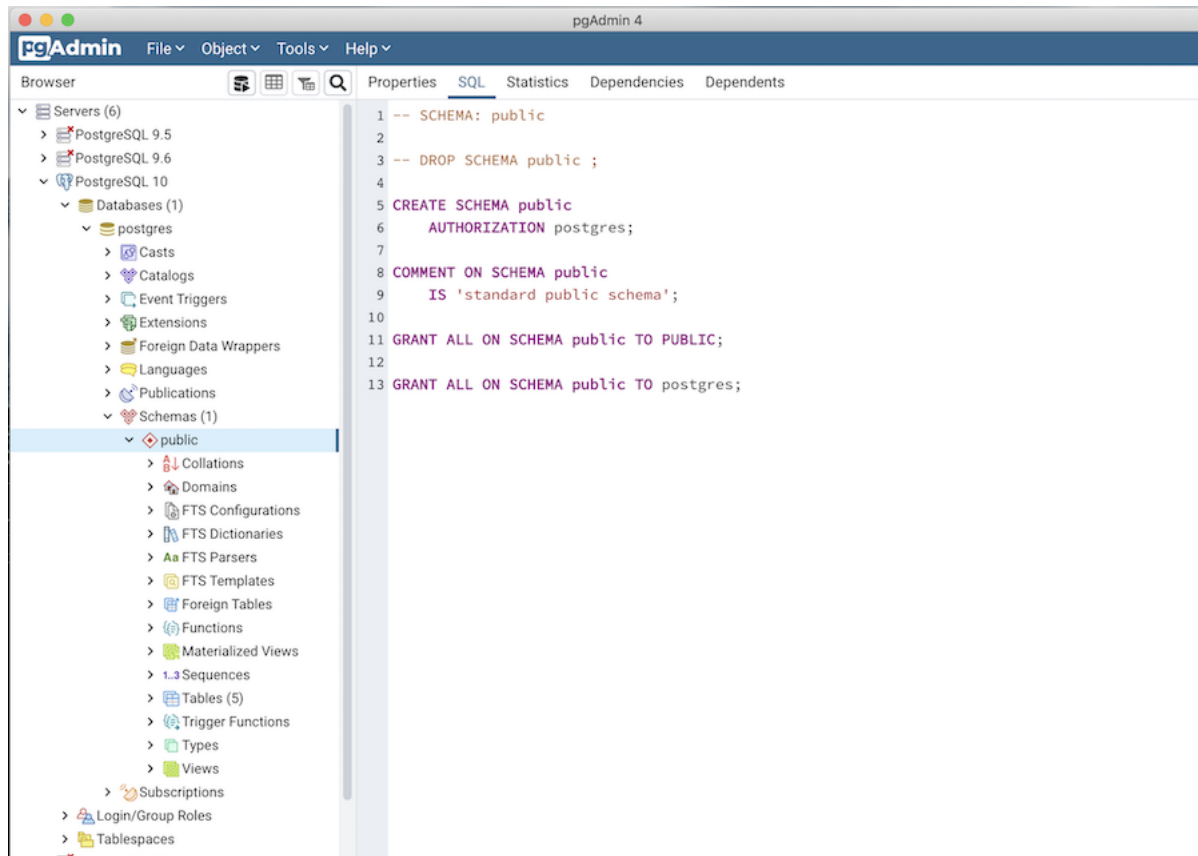 pgAdmin 4
pgAdmin File Object Tools Help
Browser
Properties SQL Statistics Dependencies Dependents
Servers (6)
PostgreSQL 9.5
PostgreSQL 9.6
PostgreSQL 10
Databases (1)
postgres
Casts
Catalogs
Event Triggers
Extensions
Foreign Data Wrappers
Languages
Publications
Schemas (1)
public
Collations
Domains
FTS Configurations
FTS Dictionaries
Aa FTS Parsers
FTS Templates
Foreign Tables
Functions
Materialized Views
1..3 Sequences
Tables (5)
Trigger Functions
Types
Views
Subscriptions
Login/Group Roles
Tablespaces
1 -- SCHEMA: public
2
3 -- DROP SCHEMA public ;
4
5 CREATE SCHEMA public
6 AUTHORIZATION postgres;
7
8 COMMENT ON SCHEMA public
9 IS 'standard public schema';
10
11 GRANT ALL ON SCHEMA public TO PUBLIC;
12
13 GRANT ALL ON SCHEMA public TO postgres;